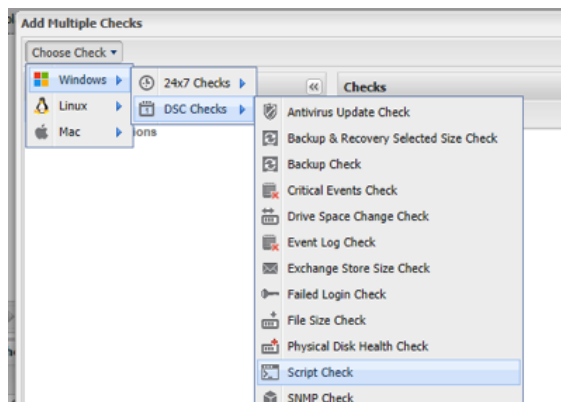 Add Multiple Checks
Choose Check
Windows
Linux
Mac
24x7 Checks
DSC Checks
ions
Checks
Antivirus Update Check
Backup & Recovery Selected Size Check
Backup Check
Critical Events Check
Drive Space Change Check
Event Log Check
Exchange Store Size Check
Failed Login Check
File Size Check
Physical Disk Health Check
Script Check
SNMP Check